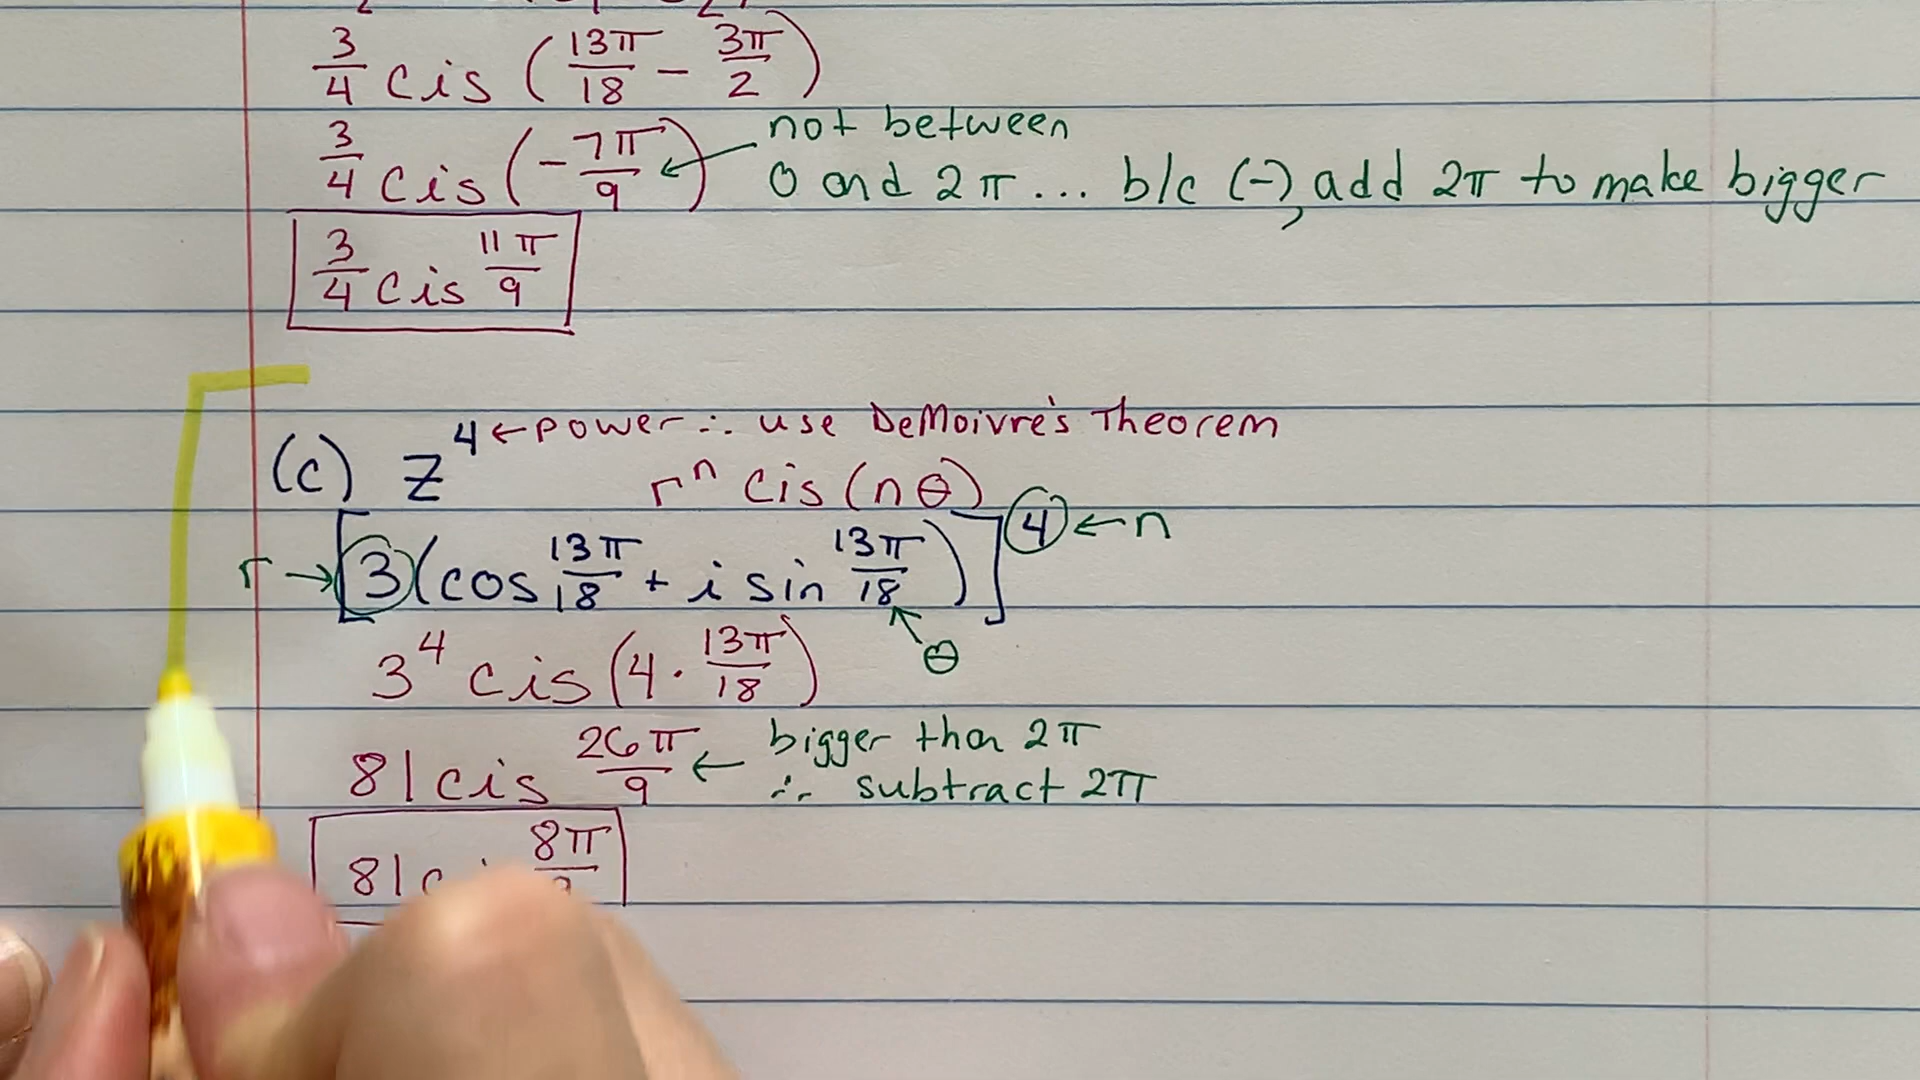 3/4 cis (13π/18 − 3π/2)
3/4 cis (−7π/9) ← not between
0 and 2π... b/c (-), add 2π to make bigger
3/4 cis 11π/9
(c) z^4 ← power ∴ use DeMoivre's Theorem
r^n cis (nθ)
r → [3(cos 13π/18 + i sin 13π/18)]^4 ← n
θ
3^4 cis (4 · 13π/18)
81 cis 26π/9 ← bigger than 2π
∴ subtract 2π
81 8π